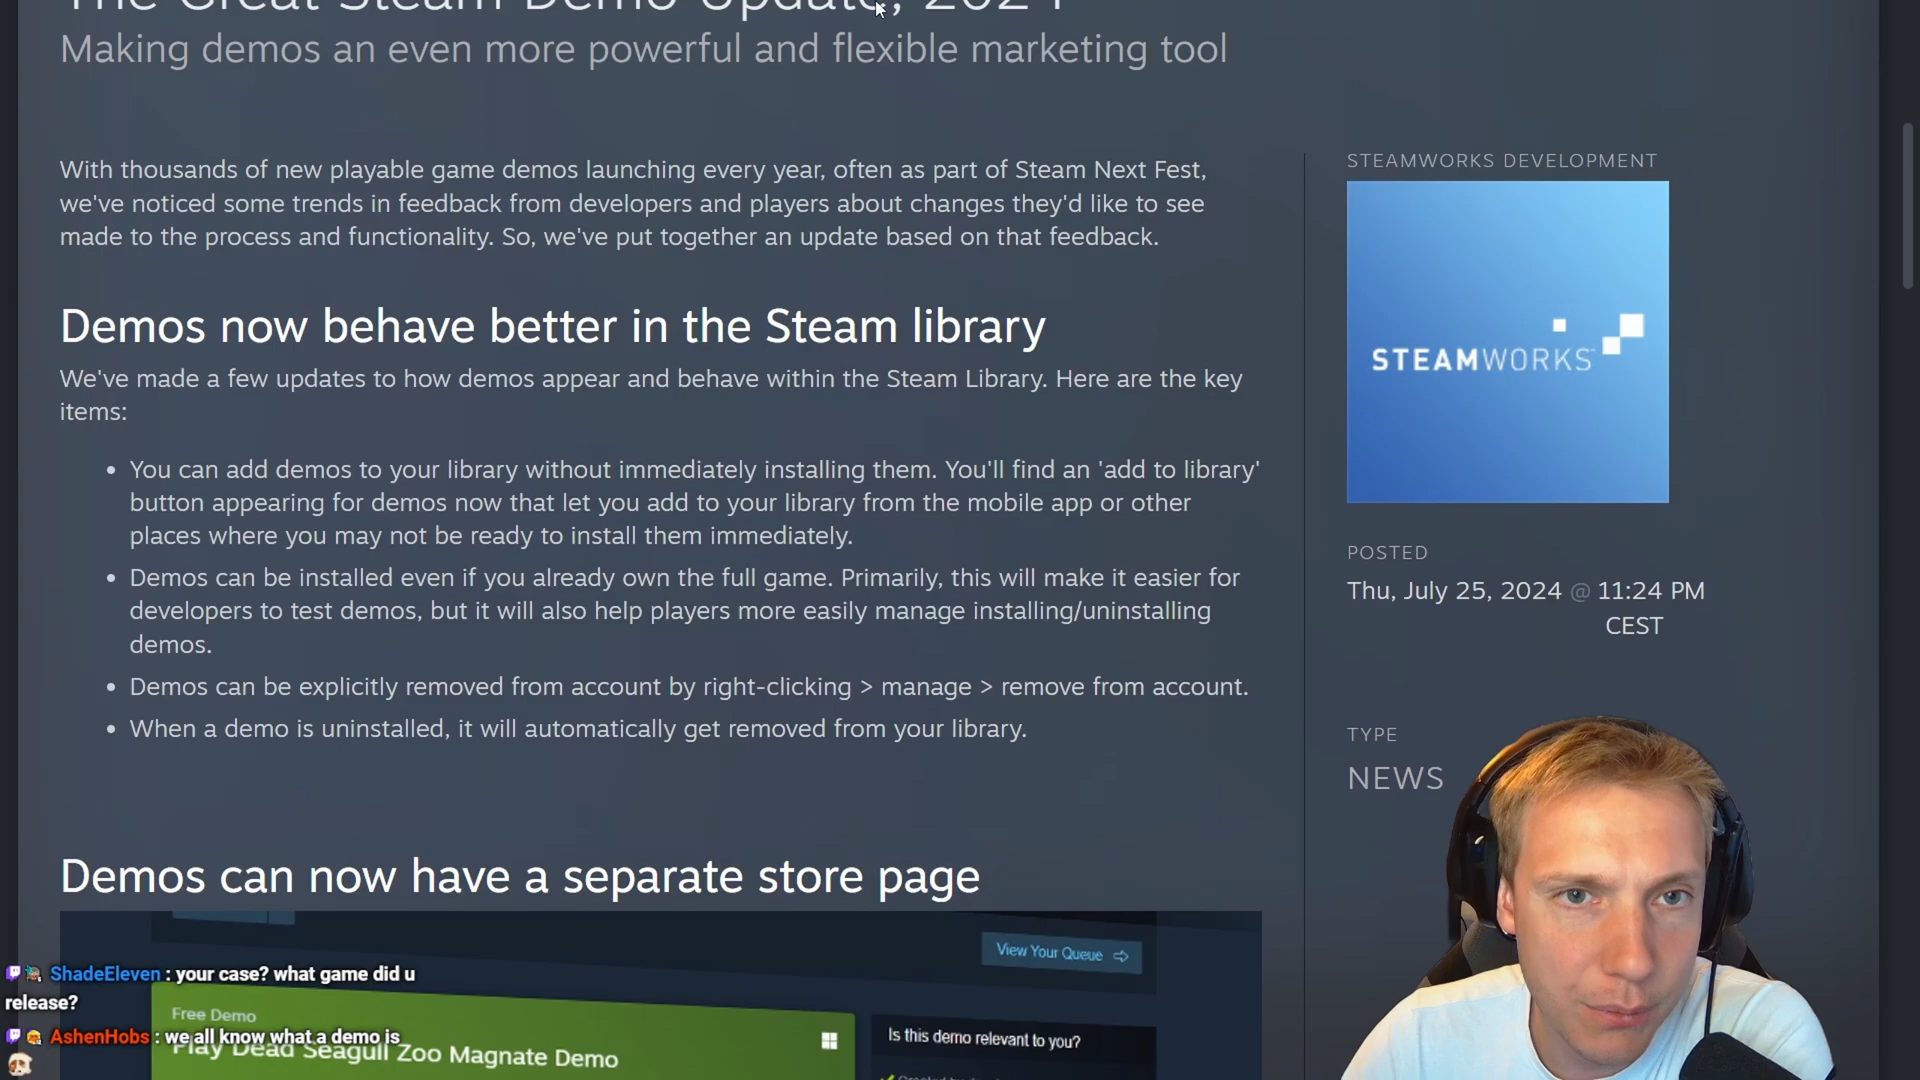 The Great Steam Demo Update, 2024
Making demos an even more powerful and flexible marketing tool
With thousands of new playable game demos launching every year, often as part of Steam Next Fest,
we've noticed some trends in feedback from developers and players about changes they'd like to see
made to the process and functionality. So, we've put together an update based on that feedback.
Demos now behave better in the Steam library
We've made a few updates to how demos appear and behave within the Steam Library. Here are the key
items:
• You can add demos to your library without immediately installing them. You'll find an 'add to library'
button appearing for demos now that let you add to your library from the mobile app or other
places where you may not be ready to install them immediately.
• Demos can be installed even if you already own the full game. Primarily, this will make it easier for
developers to test demos, but it will also help players more easily manage installing/uninstalling
demos.
• Demos can be explicitly removed from account by right-clicking > manage > remove from account.
• When a demo is uninstalled, it will automatically get removed from your library.
Demos can now have a separate store page
View Your Queue
Free Demo
Play Dead Seagull Zoo Magnate Demo
Is this demo relevant to you?
STEAMWORKS DEVELOPMENT
STEAMWORKS
POSTED
Thu, July 25, 2024 @ 11:24 PM
CEST
TYPE
NEWS
ShadeEleven : your case? what game did u
release?
AshenHobs : we all know what a demo is